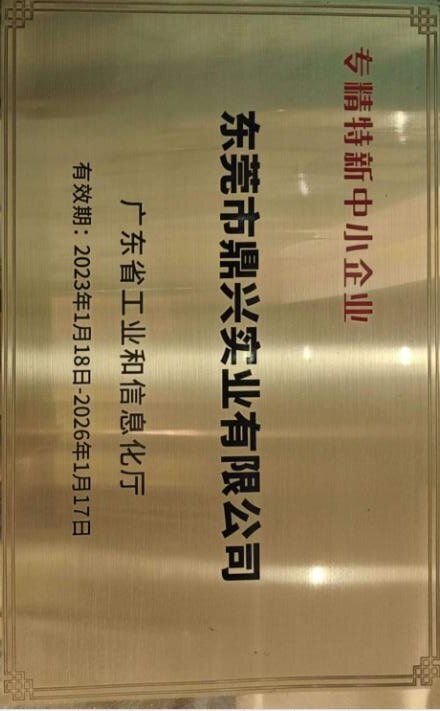 专精特新中小企业
东莞市鼎兴实业有限公司
广东省工业和信息化厅
有效期：2023年1月18日-2026年1月17日